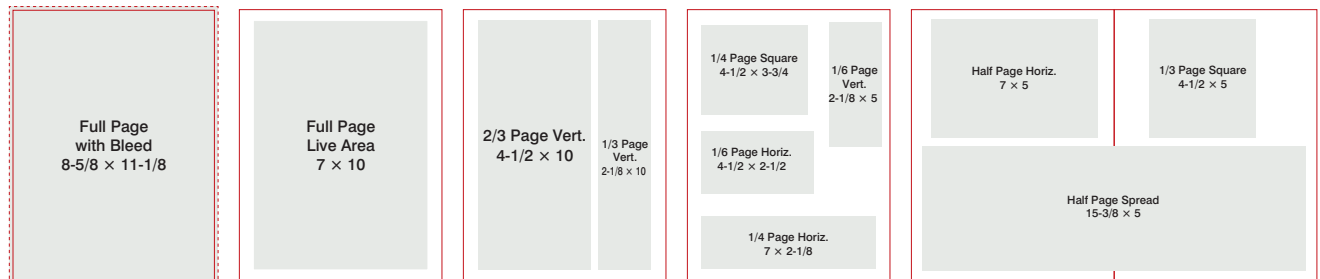 Full Page
with Bleed
8-5/8 × 11-1/8
Full Page
Live Area
7 × 10
2/3 Page Vert.
4-1/2 × 10
1/3 Page
Vert.
2-1/8 × 10
1/4 Page Square
4-1/2 × 3-3/4
1/6 Page
Vert.
2-1/8 × 5
1/6 Page Horiz.
4-1/2 × 2-1/2
1/4 Page Horiz.
7 × 2-1/8
Half Page Horiz.
7 × 5
1/3 Page Square
4-1/2 × 5
Half Page Spread
15-3/8 × 5